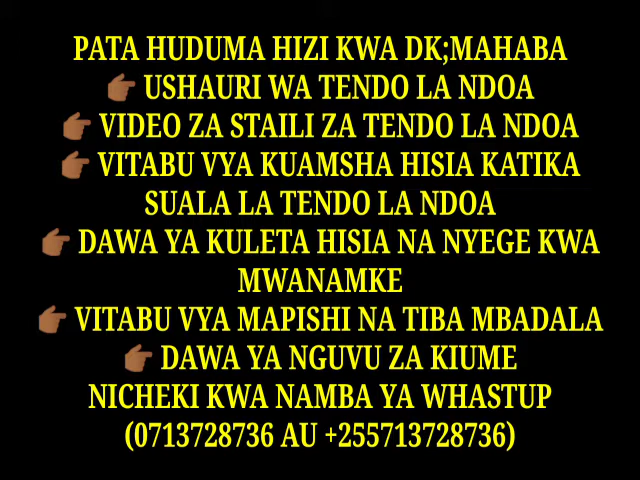 PATA HUDUMA HIZI KWA DK;MAHABA
👉🏾 USHAURI WA TENDO LA NDOA
👉🏾 VIDEO ZA STAILI ZA TENDO LA NDOA
👉🏾 VITABU VYA KUAMSHA HISIA KATIKA
SUALA LA TENDO LA NDOA
👉🏾 DAWA YA KULETA HISIA NA NYEGE KWA
MWANAMKE
👉🏾 VITABU VYA MAPISHI NA TIBA MBADALA
👉🏾 DAWA YA NGUVU ZA KIUME
NICHEKI KWA NAMBA YA WHASTUP
(0713728736 AU +255713728736)